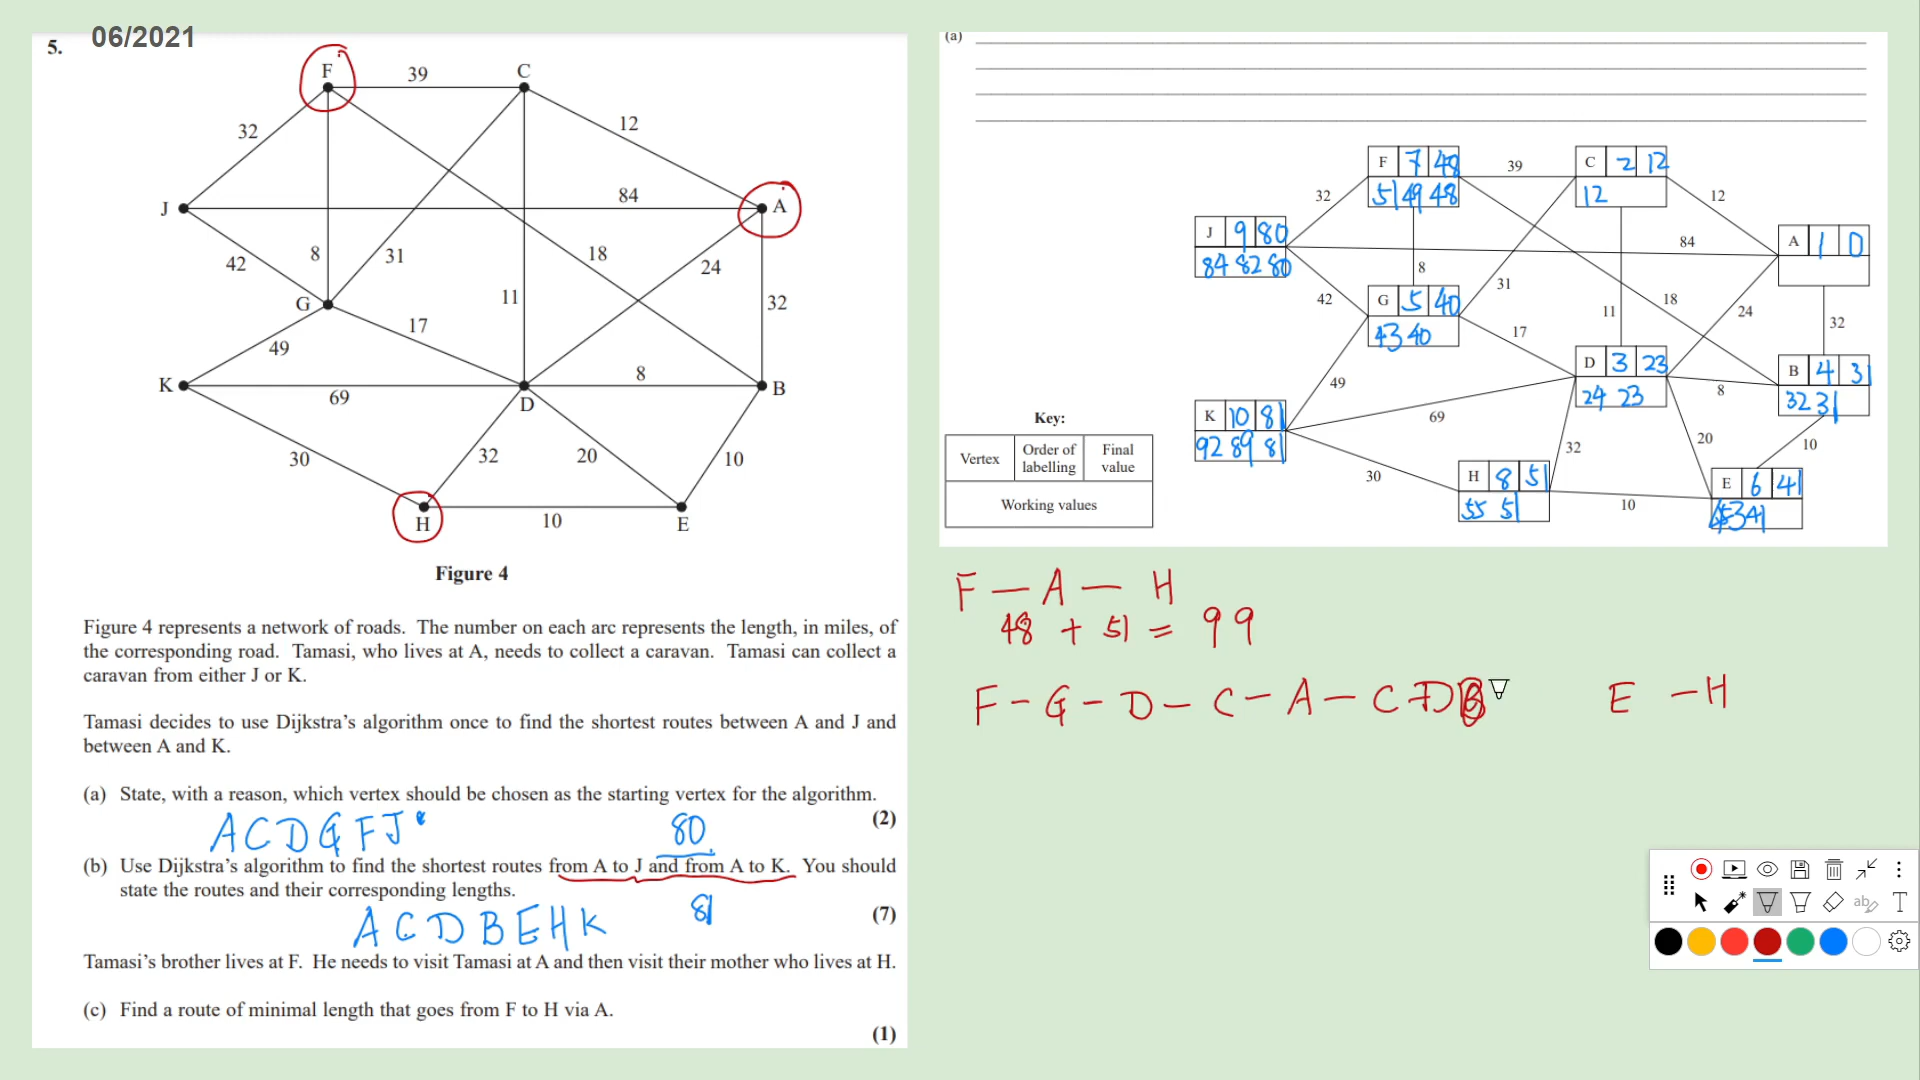 06/2021
5.
F 39 C
32 12
84
J A
8 31 18 24
42
11 32
G
17
49
8
K B
69 D
30 32 20 10
H 10 E
Figure 4
Figure 4 represents a network of roads. The number on each arc represents the length, in miles, of
the corresponding road. Tamasi, who lives at A, needs to collect a caravan. Tamasi can collect a
caravan from either J or K.
Tamasi decides to use Dijkstra's algorithm once to find the shortest routes between A and J and
between A and K.
(a) State, with a reason, which vertex should be chosen as the starting vertex for the algorithm.
(2)
A C D G F J 80
(b) Use Dijkstra's algorithm to find the shortest routes from A to J and from A to K. You should
state the routes and their corresponding lengths.
(7)
A C D B E H K 81
Tamasi's brother lives at F. He needs to visit Tamasi at A and then visit their mother who lives at H.
(c) Find a route of minimal length that goes from F to H via A.
(1)
(a)
F 7 48 39 C 2 12
51 49 48 12
32 12
J 9 80 84 A 1 0
84 82 80
8 31
42 G 5 40 18 24
43 40 11 32
17
D 3 23 B 4 31
24 23 8 32 31
49
K 10 81 69
92 89 81 32 20 10
30 H 8 51 10 E 6 41
55 51 41
Key:
Vertex Order of labelling Final value
Working values
F — A — H
48 + 51 = 99
F - G - D - C - A - C - D B E - H
ab
T